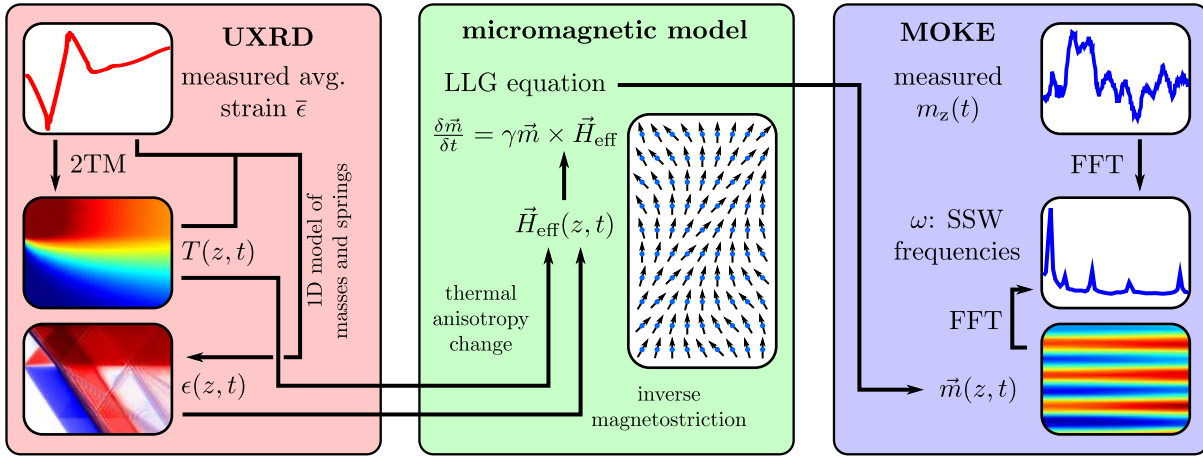 UXRD
measured avg.
strain ε̄
2TM
T(z, t)
1D model of
masses and springs
ϵ(z, t)
micromagnetic model
LLG equation
δm⃗/δt = γm⃗ × H⃗eff
H⃗eff(z, t)
thermal
anisotropy
change
inverse
magnetostriction
MOKE
measured
mz(t)
FFT
ω: SSW
frequencies
FFT
m⃗(z, t)